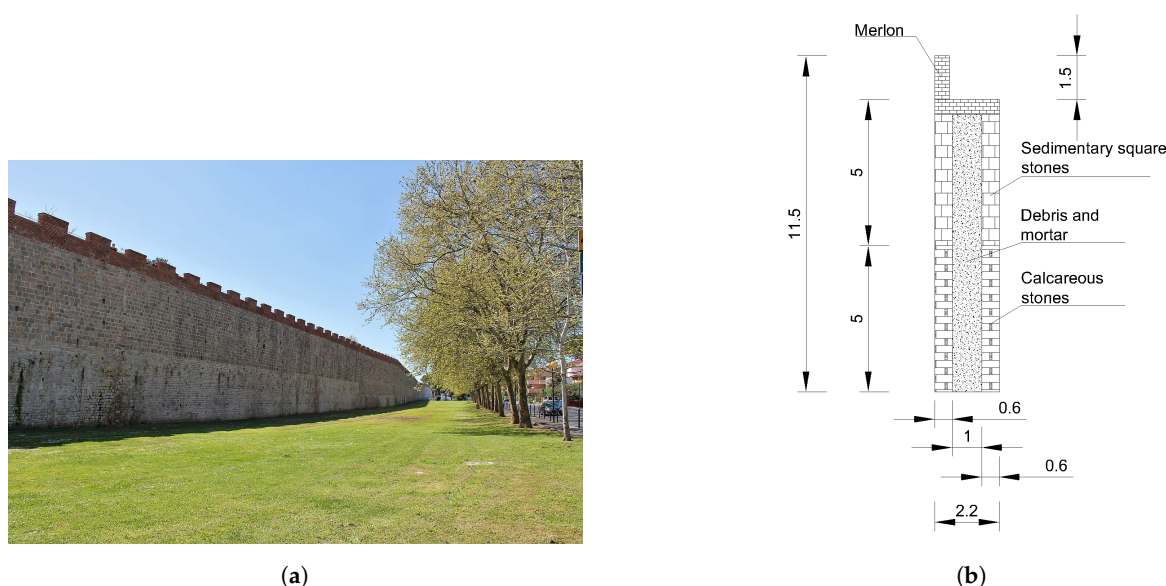 Merlon
1.5
11.5
5
Sedimentary square
stones
Debris and
mortar
5
Calcareous
stones
0.6
1
0.6
2.2
(a)
(b)